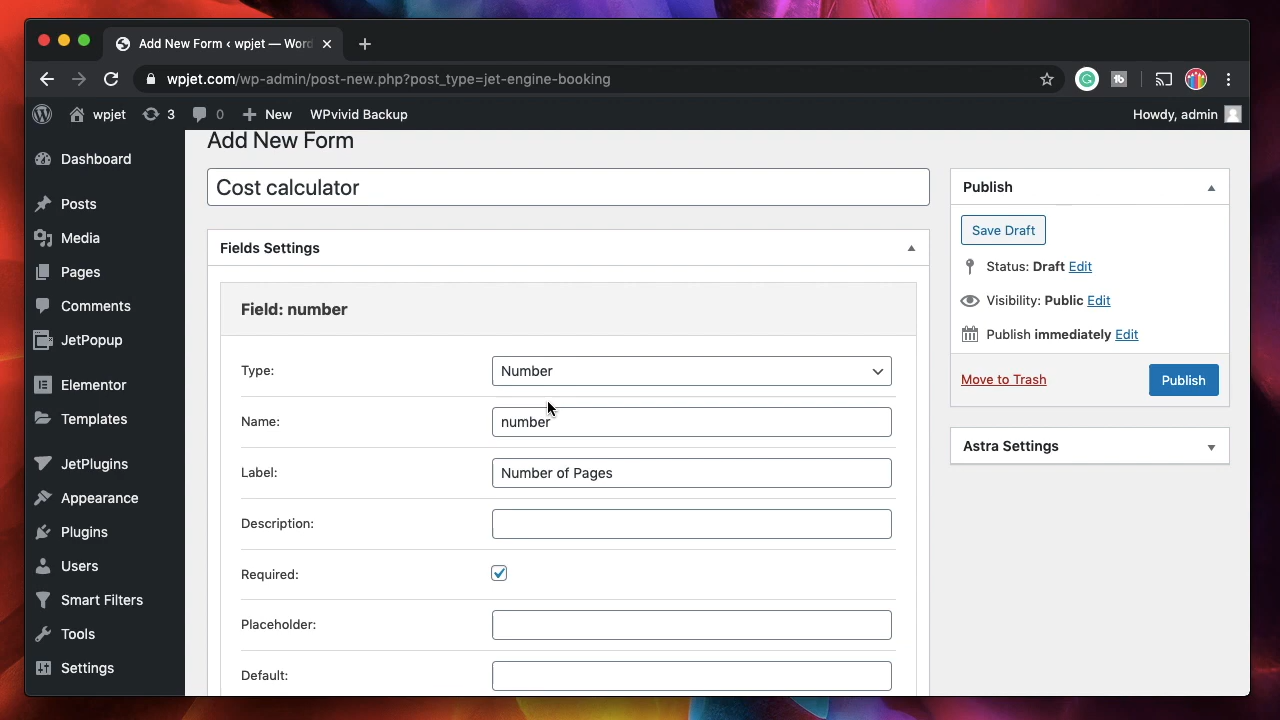 Add New Form ‹ wpjet — Word
wpjet.com/wp-admin/post-new.php?post_type=jet-engine-booking
wpjet
3
0
New
WPvivid Backup
Howdy, admin
Dashboard
Posts
Media
Pages
Comments
JetPopup
Elementor
Templates
JetPlugins
Appearance
Plugins
Users
Smart Filters
Tools
Settings
Add New Form
Cost calculator
Fields Settings
Field: number
Type:
Number
Name:
number
Label:
Number of Pages
Description:
Required:
Placeholder:
Default:
Publish
Save Draft
Status: Draft Edit
Visibility: Public Edit
Publish immediately Edit
Move to Trash
Publish
Astra Settings